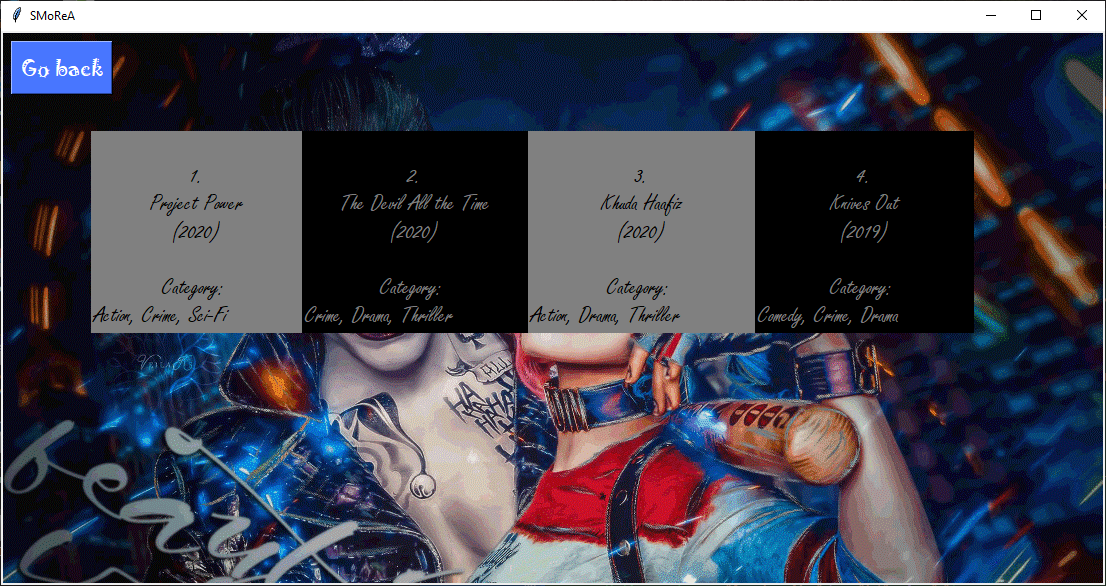 SMoReA
Go back
1.
Project Power
(2020)
Category:
Action, Crime, Sci-Fi
2.
The Devil All the Time
(2020)
Category:
Crime, Drama, Thriller
3.
Khuda Haafiz
(2020)
Category:
Action, Drama, Thriller
4.
Knives Out
(2019)
Category:
Comedy, Crime, Drama